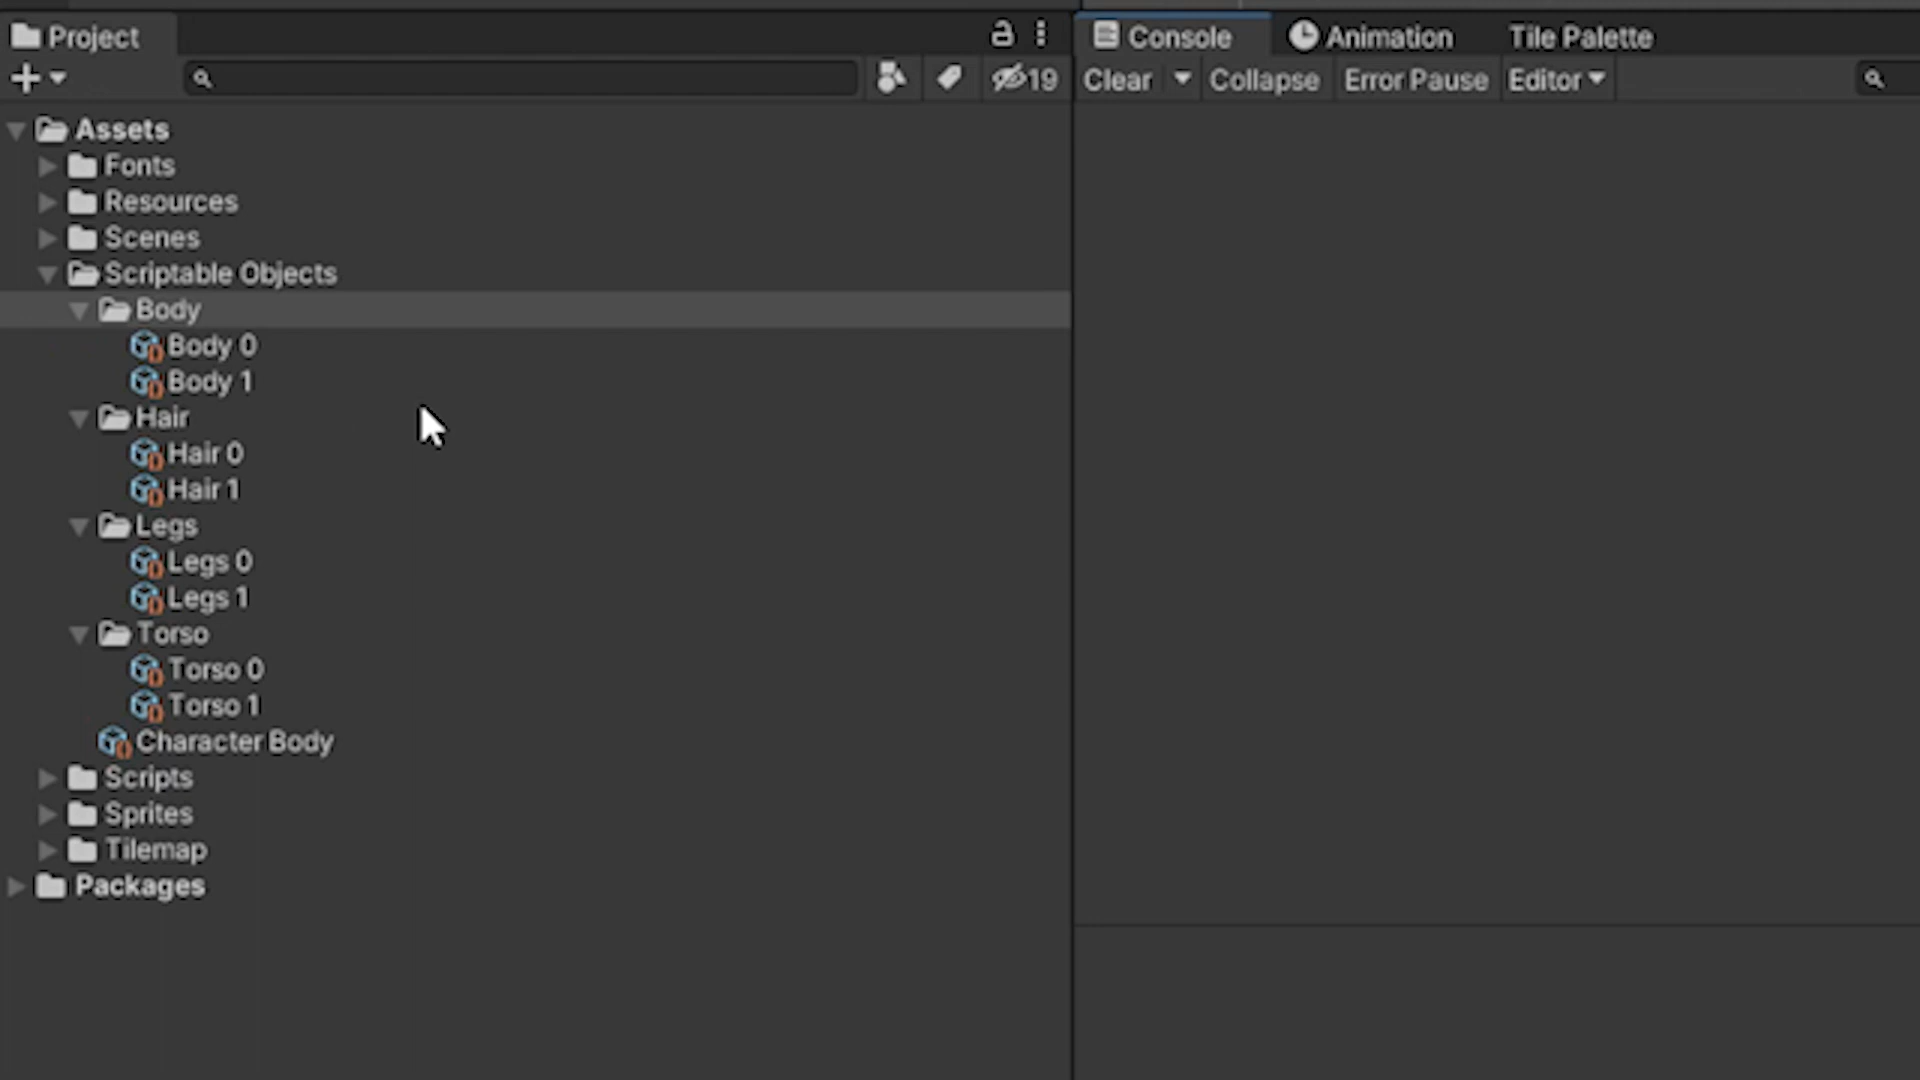 Project
19
Assets
Fonts
Resources
Scenes
Scriptable Objects
Body
Body 0
Body 1
Hair
Hair 0
Hair 1
Legs
Legs 0
Legs 1
Torso
Torso 0
Torso 1
Character Body
Scripts
Sprites
Tilemap
Packages
Console Animation Tile Palette
Clear Collapse Error Pause Editor